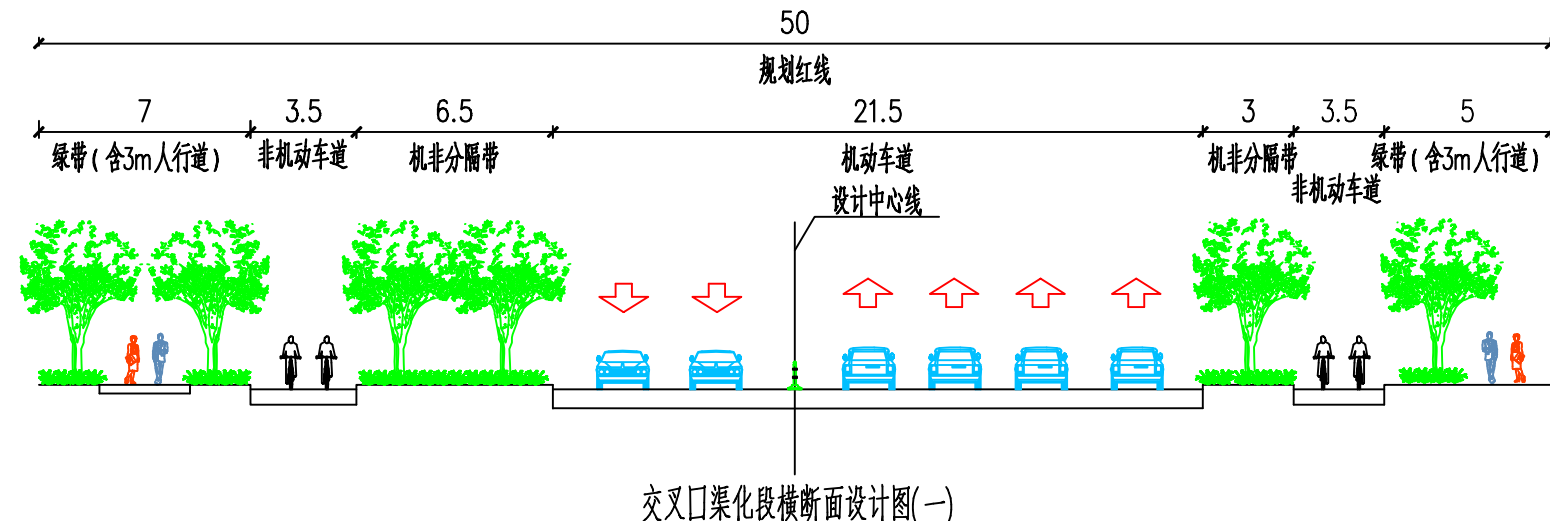 50
规划红线
7 3.5 6.5 21.5 3 3.5 5
绿带(含3m人行道) 非机动车道 机非分隔带 机动车道 机非分隔带 非机动车道 绿带(含3m人行道)
设计中心线
交叉口渠化段横断面设计图(一)